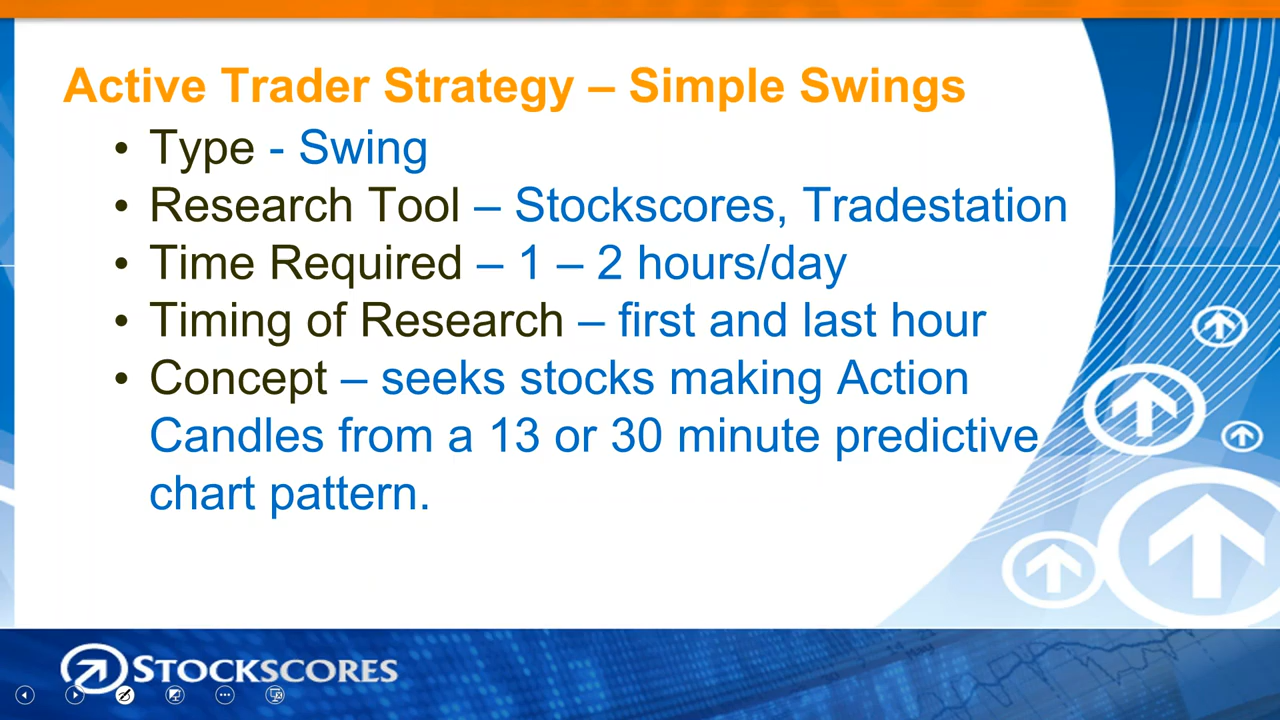 Active Trader Strategy – Simple Swings
• Type - Swing
• Research Tool – Stockscores, Tradestation
• Time Required – 1 – 2 hours/day
• Timing of Research – first and last hour
• Concept – seeks stocks making Action
Candles from a 13 or 30 minute predictive
chart pattern.
STOCKSCORES